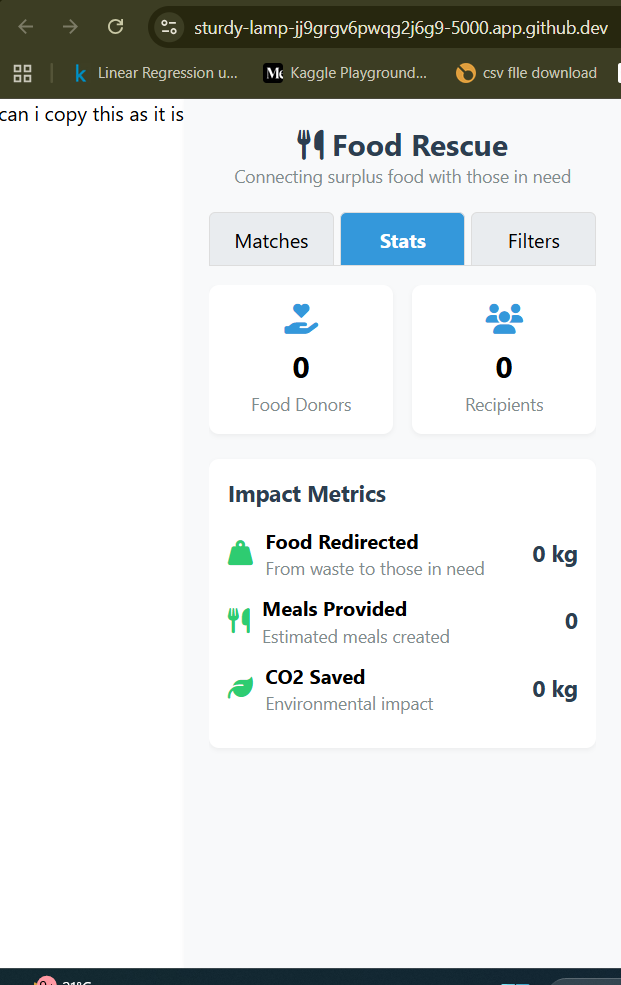 sturdy-lamp-jj9grgv6pwqg2j6g9-5000.app.github.dev
Linear Regression u...
Kaggle Playground...
csv flle download
can i copy this as it is
Food Rescue
Connecting surplus food with those in need
Matches
Stats
Filters
0
Food Donors
0
Recipients
Impact Metrics
Food Redirected
From waste to those in need
0 kg
Meals Provided
Estimated meals created
0
CO2 Saved
Environmental impact
0 kg